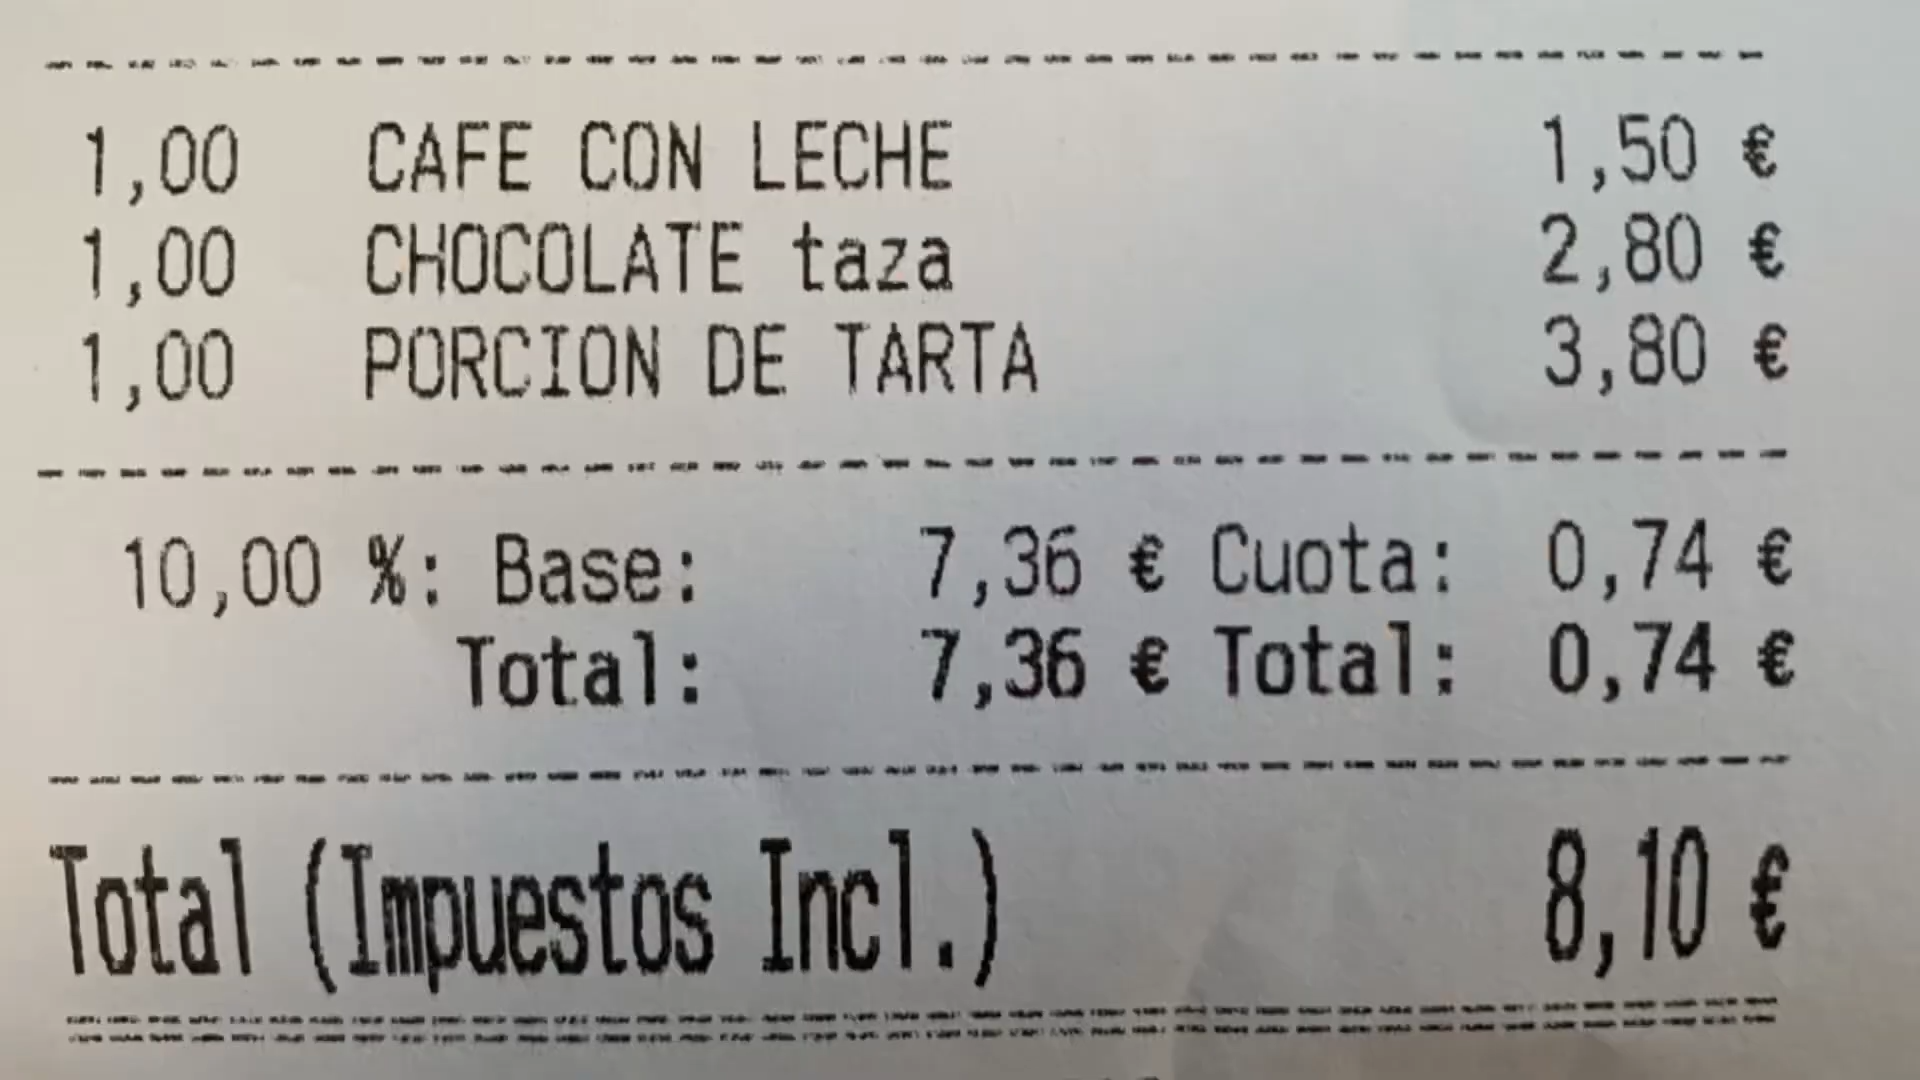 1,00 CAFE CON LECHE 1,50 €
1,00 CHOCOLATE taza 2,80 €
1,00 PORCION DE TARTA 3,80 €
10,00 %: Base: 7,36 € Cuota: 0,74 €
Total: 7,36 € Total: 0,74 €
Total (Impuestos Incl.) 8,10 €